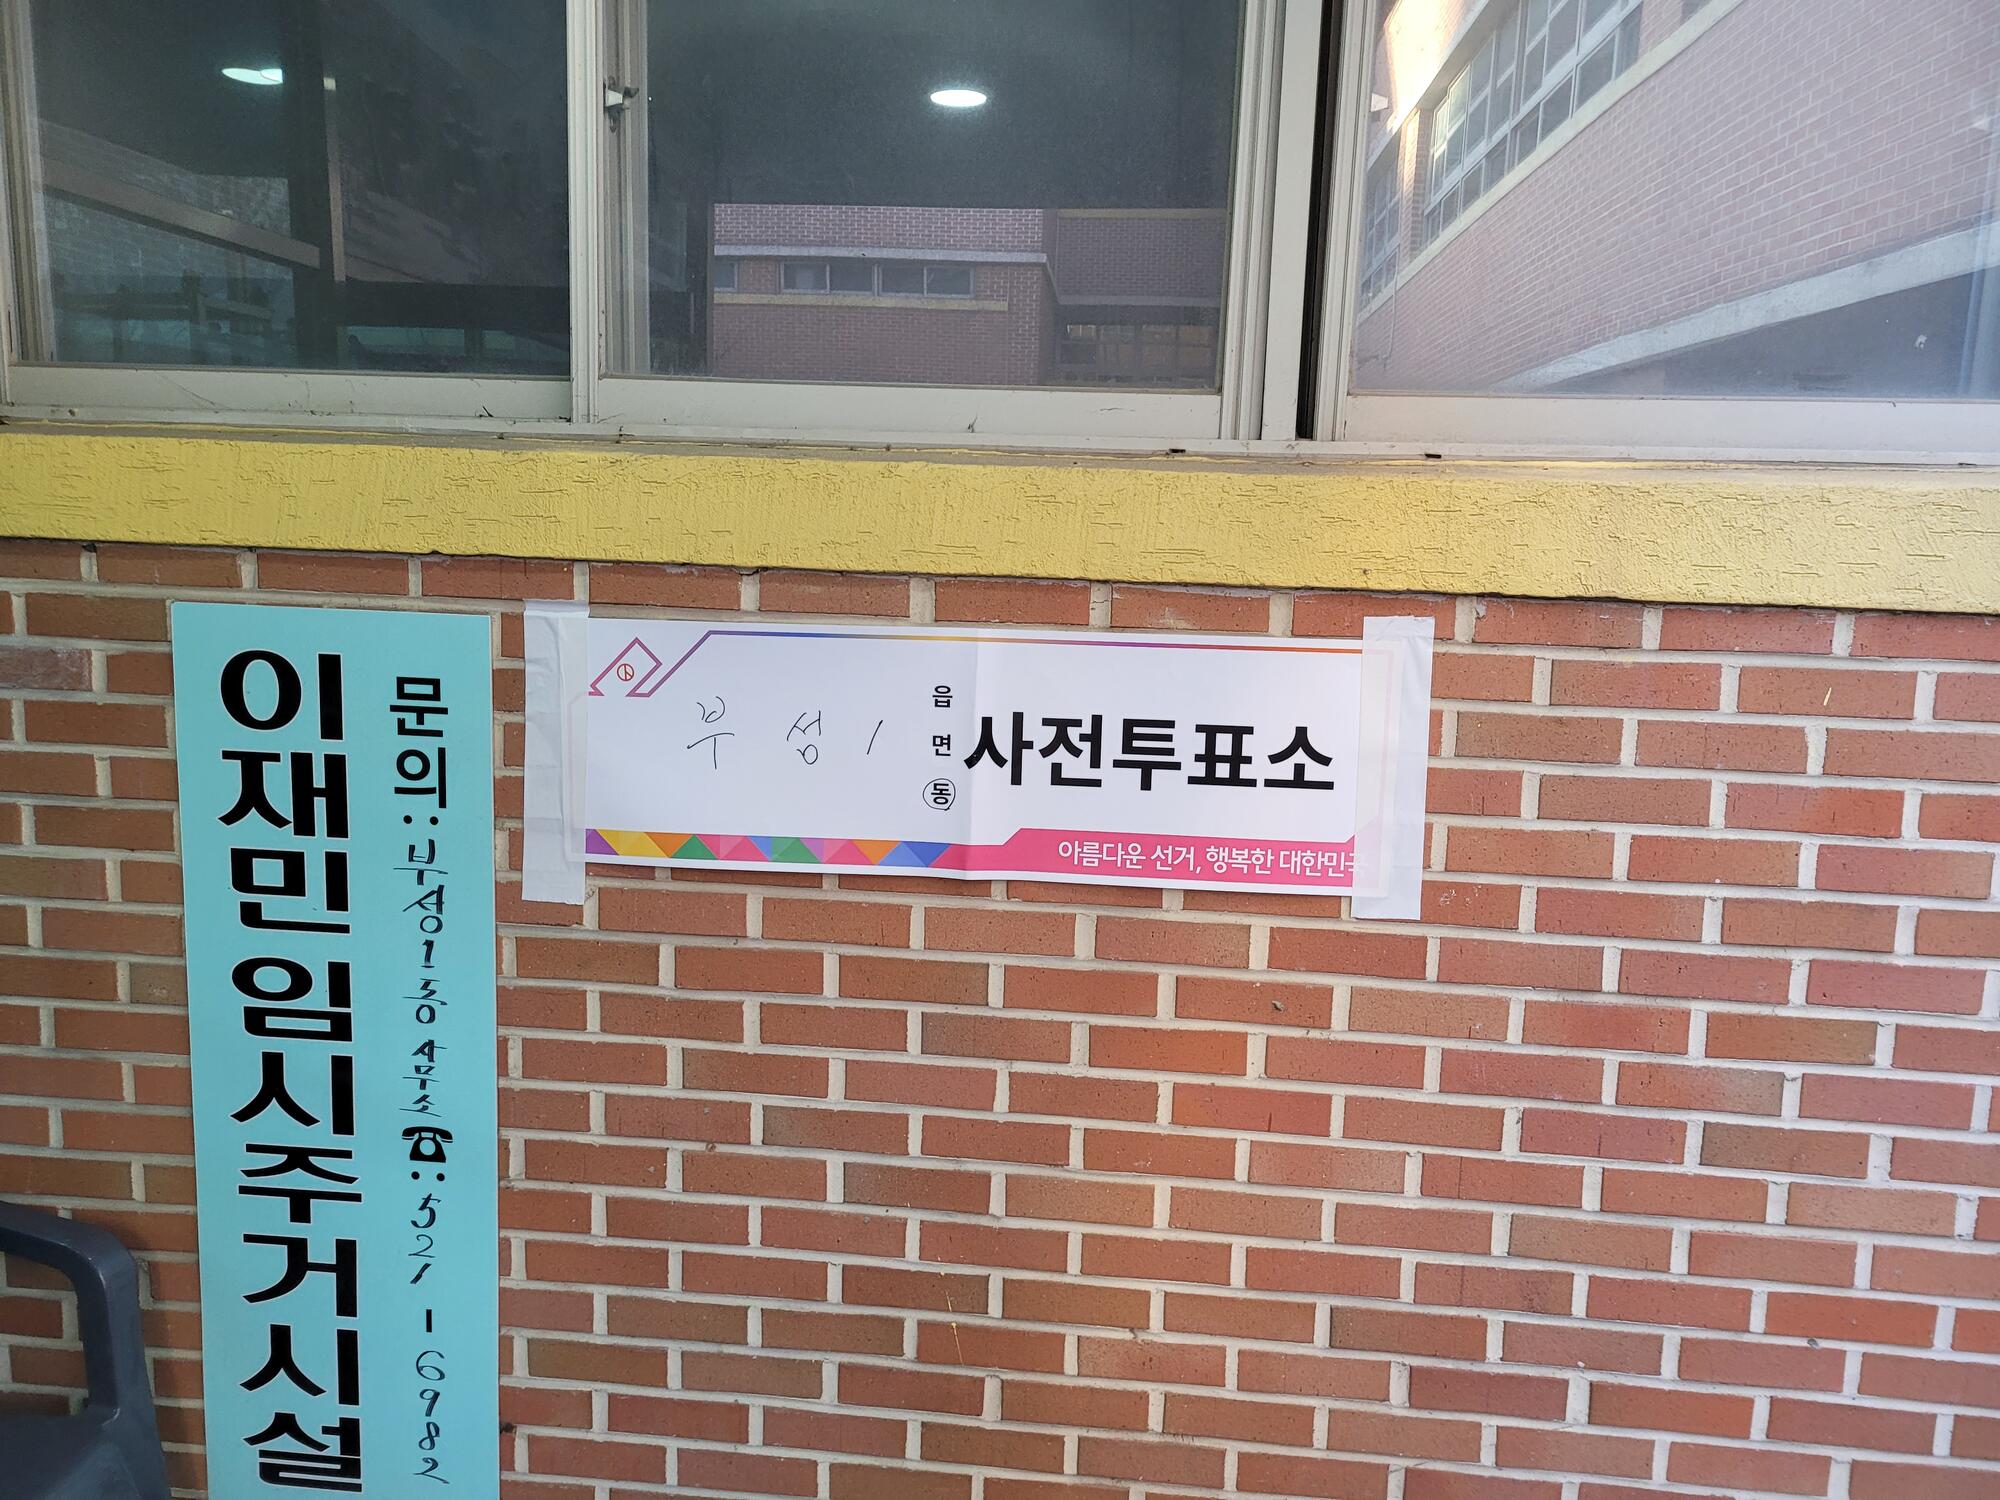 이재민 임시주거시설
문의 : 부성1동 사무소 ☎ : 521-6982
부성1 읍 면 동 사전투표소
아름다운 선거, 행복한 대한민국